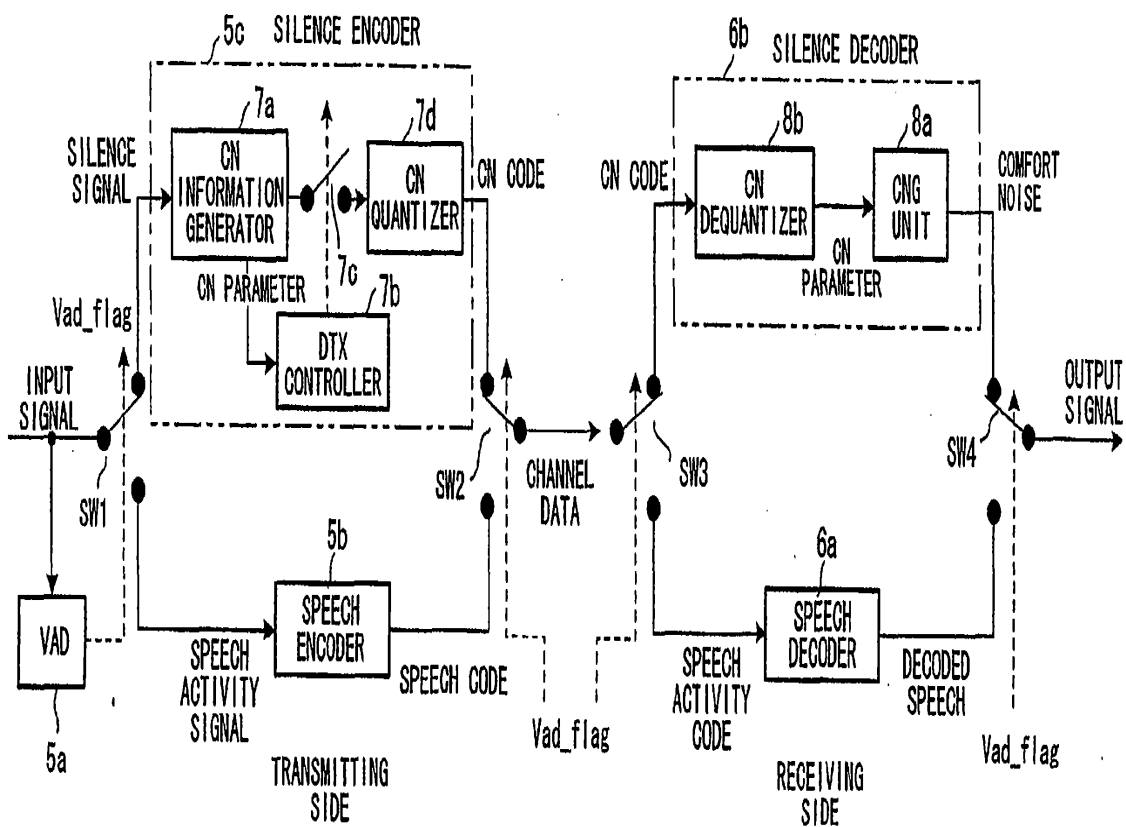 5c
SILENCE ENCODER
6b
SILENCE DECODER
7a
7d
8b
8a
SILENCE
SIGNAL
CN
INFORMATION
GENERATOR
CN
QUANTIZER
CN CODE
CN CODE
CN
DEQUANTIZER
CNG
UNIT
COMFORT
NOISE
7c
CN PARAMETER
7b
CN
PARAMETER
Vad_flag
DTX
CONTROLLER
INPUT
SIGNAL
OUTPUT
SIGNAL
SW1
SW2
CHANNEL
DATA
SW3
SW4
5b
6a
VAD
SPEECH
ENCODER
SPEECH
DECODER
SPEECH
ACTIVITY
SIGNAL
SPEECH CODE
SPEECH
ACTIVITY
CODE
DECODED
SPEECH
5a
Vad_flag
Vad_flag
TRANSMITTING
SIDE
RECEIVING
SIDE